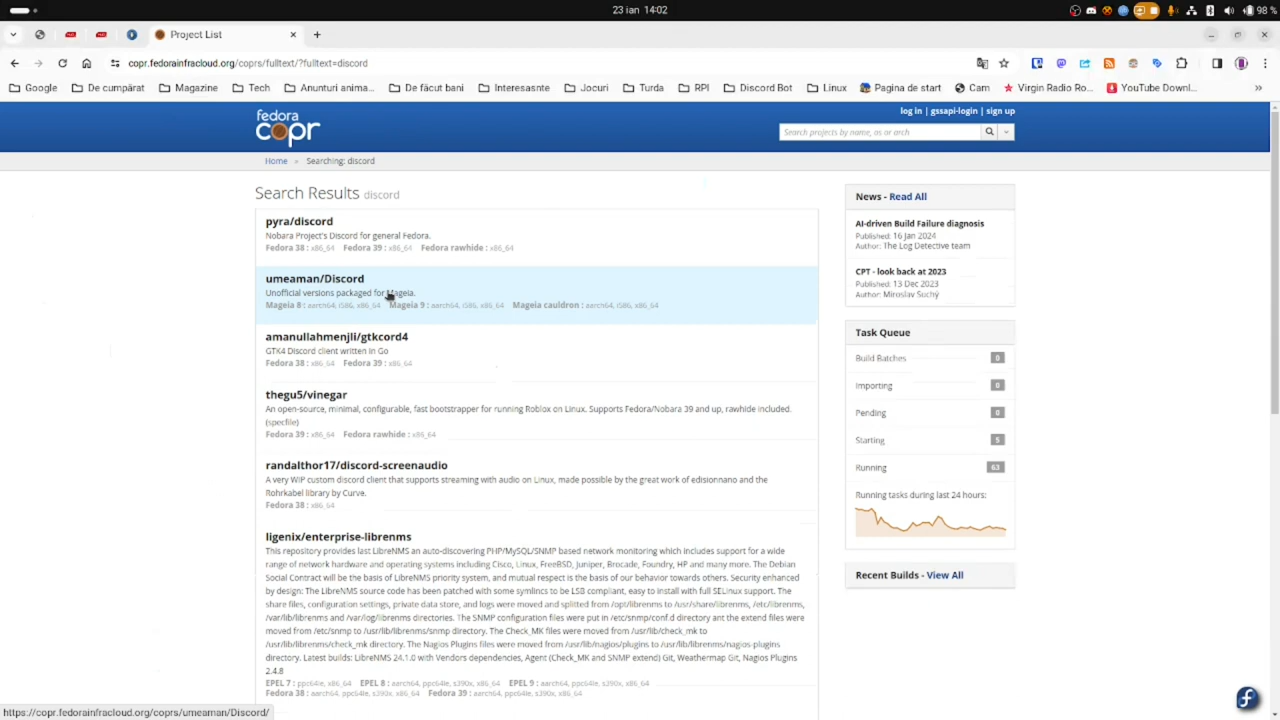 23 ian 14:02
98 %
Project List
copr.fedorainfracloud.org/coprs/fulltext/?fulltext=discord
Google De cumpărat Magazine Tech Anunturi anima... De făcut bani Interesasnte Jocuri Turda RPI Discord Bot Linux Pagina de start Cam Virgin Radio Ro... YouTube Downl...
fedora
copr
log in | gssapi-login | sign up
Search projects by name, os or arch
Home » Searching: discord
Search Results discord
pyra/discord
Nobara Project's Discord for general Fedora.
Fedora 38 : x86_64 Fedora 39 : x86_64 Fedora rawhide : x86_64
umeaman/Discord
Unofficial versions packaged for Mageia.
Mageia 8 : aarch64, i586, x86_64 Mageia 9 : aarch64, i586, x86_64 Mageia cauldron : aarch64, i586, x86_64
amanullahmenjli/gtkcord4
GTK4 Discord client written in Go
Fedora 38 : x86_64 Fedora 39 : x86_64
thegu5/vinegar
An open-source, minimal, configurable, fast bootstrapper for running Roblox on Linux. Supports Fedora/Nobara 39 and up, rawhide included.
(specfile)
Fedora 39 : x86_64 Fedora rawhide : x86_64
randalthor17/discord-screenaudio
A very WIP custom discord client that supports streaming with audio on Linux, made possible by the great work of edisionnano and the
Rohrkabel library by Curve.
Fedora 38 : x86_64
ligenix/enterprise-librenms
This repository provides last LibreNMS an auto-discovering PHP/MySQL/SNMP based network monitoring which includes support for a wide
range of network hardware and operating systems including Cisco, Linux, FreeBSD, Juniper, Brocade, Foundry, HP and many more. The Debian
Social Contract will be the basis of LibreNMS priority system, and mutual respect is the basis of our behavior towards others. Security enhanced
by design: The LibreNMS source code has been patched with some symlincs to be LSB compliant, easy to install with full SELinux support. The
share files, configuration settings, private data store, and logs were moved and splitted from /opt/librenms to /usr/share/librenms, /etc/librenms,
/var/lib/librenms and /var/log/librenms directories. The SNMP configuration files were put in /etc/snmp/conf.d directory ant the extend files were
moved from /etc/snmp to /usr/lib/librenms/snmp directory. The Check_MK files were moved from /usr/lib/check_mk to
/usr/lib/librenms/check_mk directory. The Nagios Plugins files were moved from /usr/lib/nagios/plugins to /usr/lib/librenms/nagios-plugins
directory. Latest builds: LibreNMS 24.1.0 with Vendors dependencies, Agent (Check_MK and SNMP extend) Git, Weathermap Git, Nagios Plugins
2.4.8
EPEL 7 : ppc64le, x86_64 EPEL 8 : aarch64, ppc64le, s390x, x86_64 EPEL 9 : aarch64, ppc64le, s390x, x86_64
Fedora 38 : aarch64, ppc64le, s390x, x86_64 Fedora 39 : aarch64, ppc64le, s390x, x86_64
News - Read All
AI-driven Build Failure diagnosis
Published: 16 Jan 2024
Author: The Log Detective team
CPT - look back at 2023
Published: 13 Dec 2023
Author: Miroslav Suchý
Task Queue
Build Batches 0
Importing 0
Pending 0
Starting 5
Running 63
Running tasks during last 24 hours:
Recent Builds - View All
https://copr.fedorainfracloud.org/coprs/umeaman/Discord/